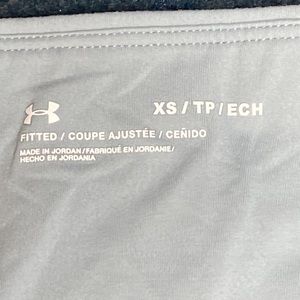 XS / TP / ECH
FITTED / COUPE AJUSTÉE / CEÑIDO
MADE IN JORDAN / FABRIQUÉ EN JORDANIE /
HECHO EN JORDANIA